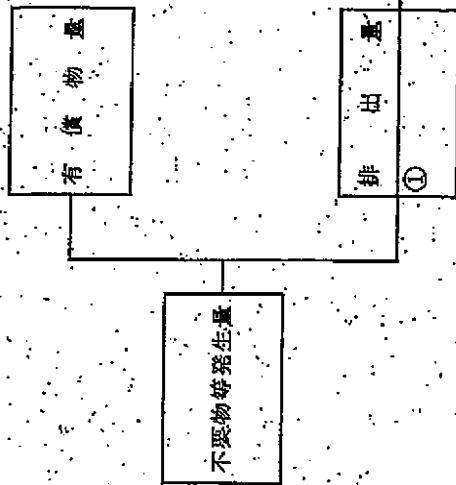 不要物等発生量
有償物量
排出量
①